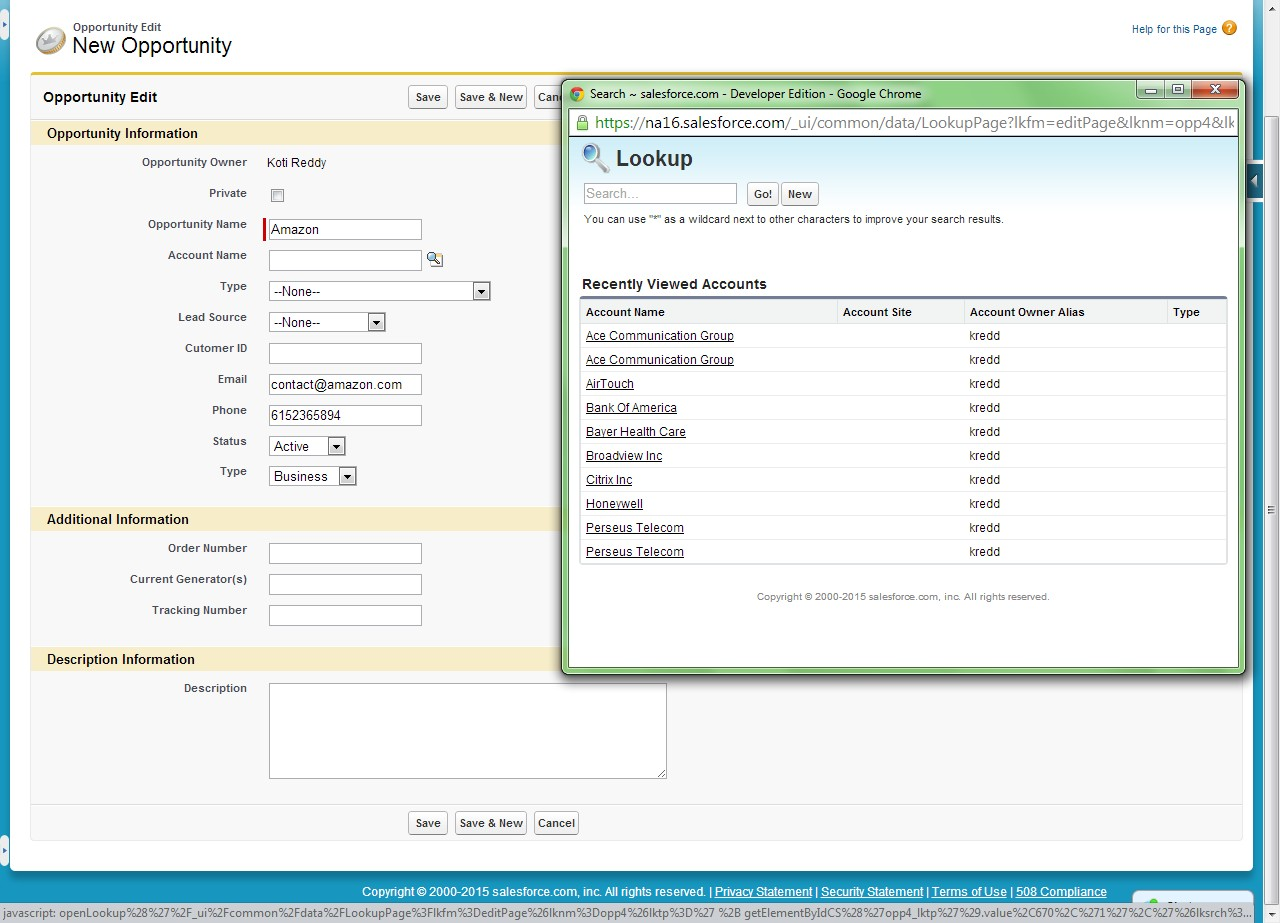 Opportunity Edit
New Opportunity
Help for this Page
Opportunity Edit
Save
Save & New
Opportunity Information
Opportunity Owner Koti Reddy
Private
Opportunity Name Amazon
Account Name
Type --None--
Lead Source --None--
Cutomer ID
Email contact@amazon.com
Phone 6152365894
Status Active
Type Business
Additional Information
Order Number
Current Generator(s)
Tracking Number
Description Information
Description
Save Save & New Cancel
Search ~ salesforce.com - Developer Edition - Google Chrome
https://na16.salesforce.com/_ui/common/data/LookupPage?lkfm=editPage&lknm=opp4&lk
Lookup
Search... Go! New
You can use "*" as a wildcard next to other characters to improve your search results.
Recently Viewed Accounts
Account Name Account Site Account Owner Alias Type
Ace Communication Group kredd
Ace Communication Group kredd
AirTouch kredd
Bank Of America kredd
Bayer Health Care kredd
Broadview Inc kredd
Citrix Inc kredd
Honeywell kredd
Perseus Telecom kredd
Perseus Telecom kredd
Copyright © 2000-2015 salesforce.com, inc. All rights reserved.
Copyright © 2000-2015 salesforce.com, inc. All rights reserved. | Privacy Statement | Security Statement | Terms of Use | 508 Compliance
javascript: openLookup%28%27%2F_ui%2Fcommon%2Fdata%2FLookupPage%3Flkfm%3DeditPage%26lknm%3Dopp4%26lktp%3D%27 %2B getElementByIdCS%28%27opp4_lktp%27%29.value%2C670%2C%271%27%2C%27%26lksrch%3...